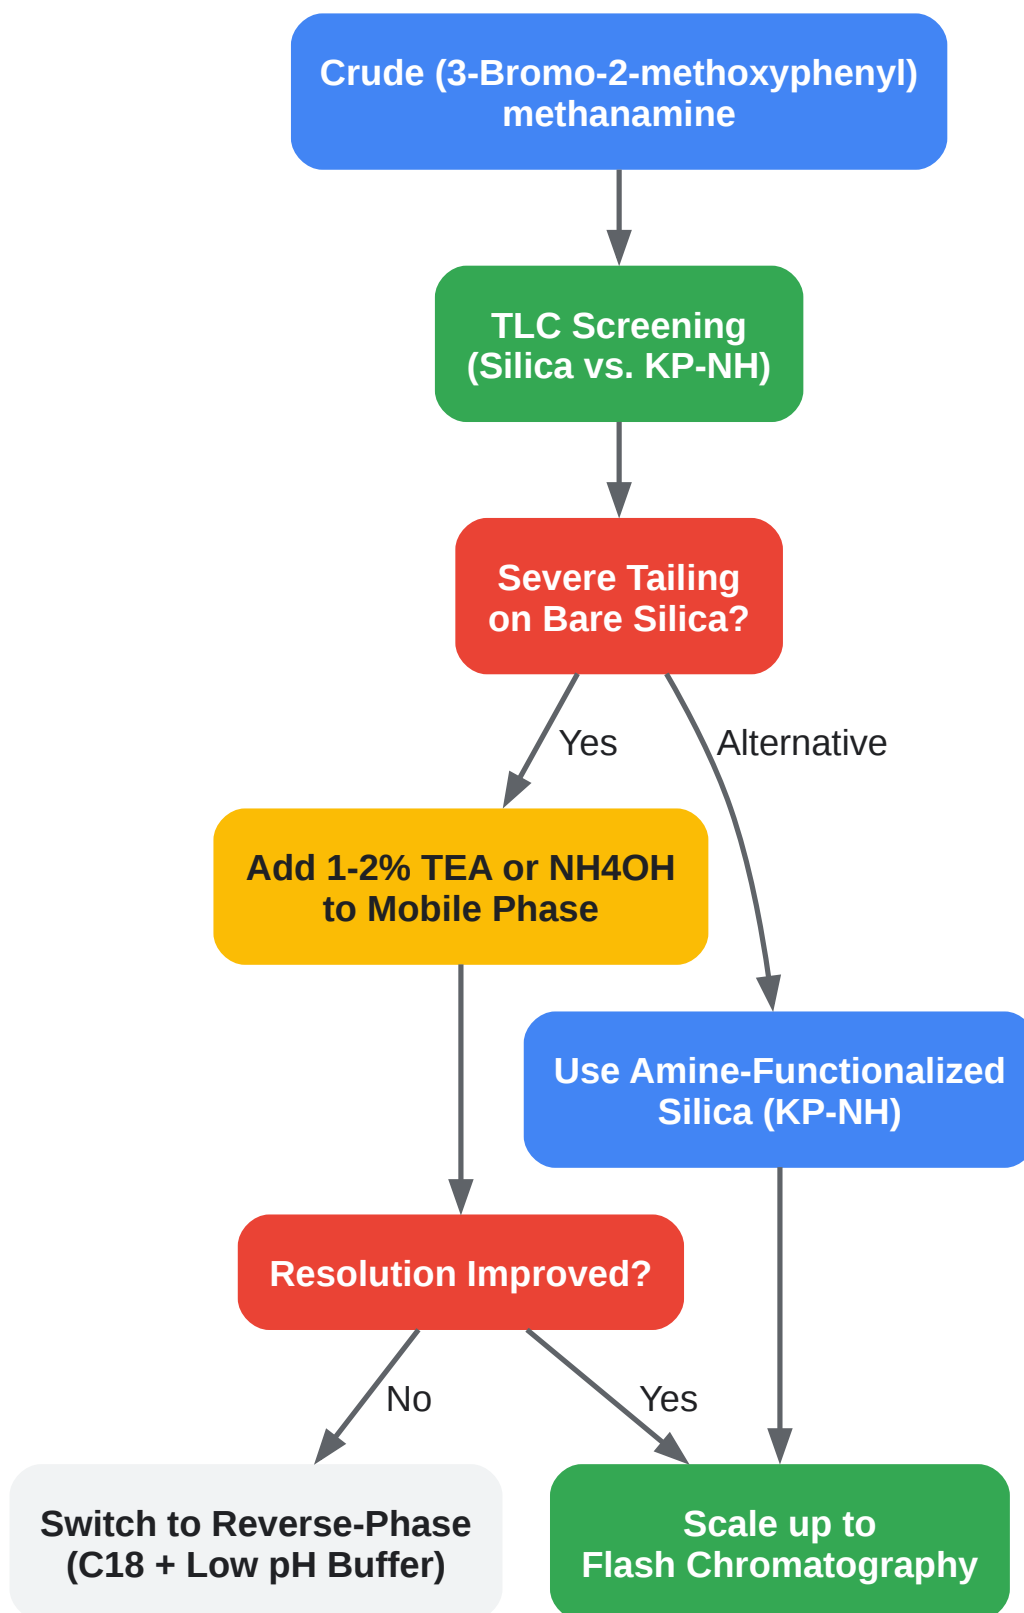 Crude (3-Bromo-2-methoxyphenyl)
methanamine
TLC Screening
(Silica vs. KP-NH)
Severe Tailing
on Bare Silica?
Yes
Alternative
Add 1-2% TEA or NH4OH
to Mobile Phase
Use Amine-Functionalized
Silica (KP-NH)
Resolution Improved?
No
Yes
Switch to Reverse-Phase
(C18 + Low pH Buffer)
Scale up to
Flash Chromatography